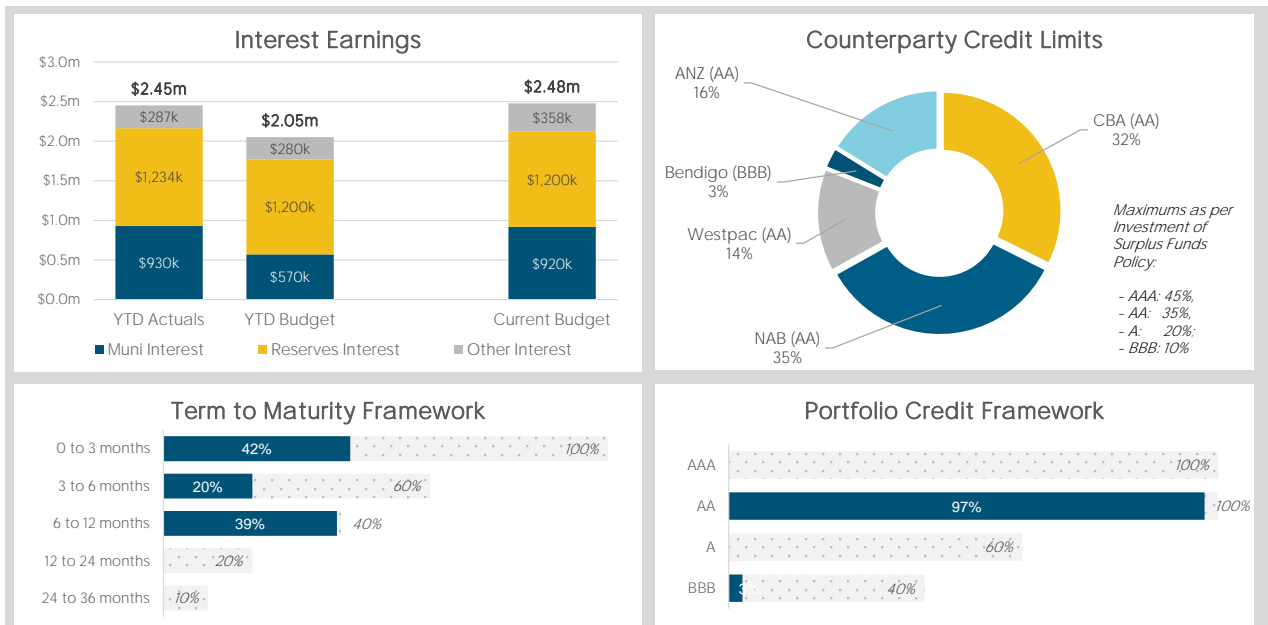 Interest Earnings
$3.0m
$2.5m
$2.0m
$1.5m
$1.0m
$0.5m
$0.0m
$2.45m
$287k
$1,234k
$930k
$2.05m
$280k
$1,200k
$570k
$2.48m
$358k
$1,200k
$920k
YTD Actuals
YTD Budget
Current Budget
Muni Interest
Reserves Interest
Other Interest
Counterparty Credit Limits
ANZ (AA)
16%
CBA (AA)
32%
Bendigo (BBB)
3%
Westpac (AA)
14%
NAB (AA)
35%
Maximums as per
Investment of
Surplus Funds
Policy:
- AAA: 45%,
- AA: 35%,
- A: 20%;
- BBB: 10%
Term to Maturity Framework
0 to 3 months
42%
100%
3 to 6 months
20%
60%
6 to 12 months
39%
40%
12 to 24 months
20%
24 to 36 months
10%
Portfolio Credit Framework
AAA
100%
AA
97%
100%
A
60%
BBB
3%
40%